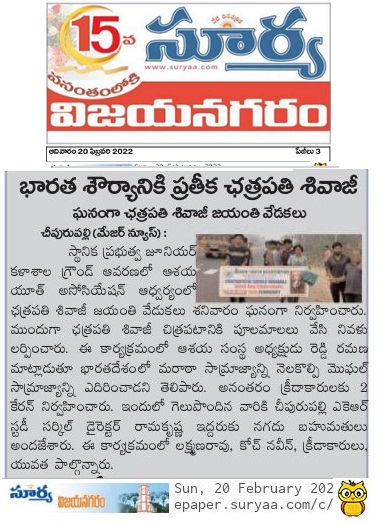 15వ
వసంతంలోకి
సూర్య
www.suryaa.com
విజయనగరం
ఆదివారం 20 ఫిబ్రవరి 2022 పేజీలు 3
భారత శౌర్యానికి ప్రతీక ఛత్రపతి శివాజీ
ఘనంగా ఛత్రపతి శివాజీ జయంతి వేడుకలు
చీపురుపల్లి (మేజర్ న్యూస్) :
స్థానిక ప్రభుత్వ జూనియర్
కళాశాల గ్రౌండ్ ఆవరణలో ఆశయ
యూత్ అసోసియేషన్ ఆధ్వర్యంలో
ఛత్రపతి శివాజీ జయంతి వేడుకలు శనివారం ఘనంగా నిర్వహించారు.
ముందుగా ఛత్రపతి శివాజీ చిత్రపటానికి పూలమాలలు వేసి నివాళు
లర్పించారు. ఈ కార్యక్రమంలో ఆశయ సంస్థ అధ్యక్షుడు రెడ్డి రమణ
మాట్లాడుతూ భారతదేశంలో మరాఠా సామ్రాజ్యాన్ని నెలకొల్పి మొఘల్
సామ్రాజ్యాన్ని ఎదిరించాడని తెలిపారు. అనంతరం క్రీడాకారులకు 2
కేరన్ నిర్వహించారు. ఇందులో గెలుపొందిన వారికి చీపురుపల్లి ఎకెఆర్
స్టడీ సర్కిల్ డైరెక్టర్ రామకృష్ణ ఇద్దరుకు నగదు బహుమతులు
అందజేశారు. ఈ కార్యక్రమంలో లక్ష్మణరావు, కోచ్ నవీన్, క్రీడాకారులు,
యువత పాల్గొన్నారు.
సూర్య విజయనగరం Sun, 20 February 202
epaper.suryaa.com/c/